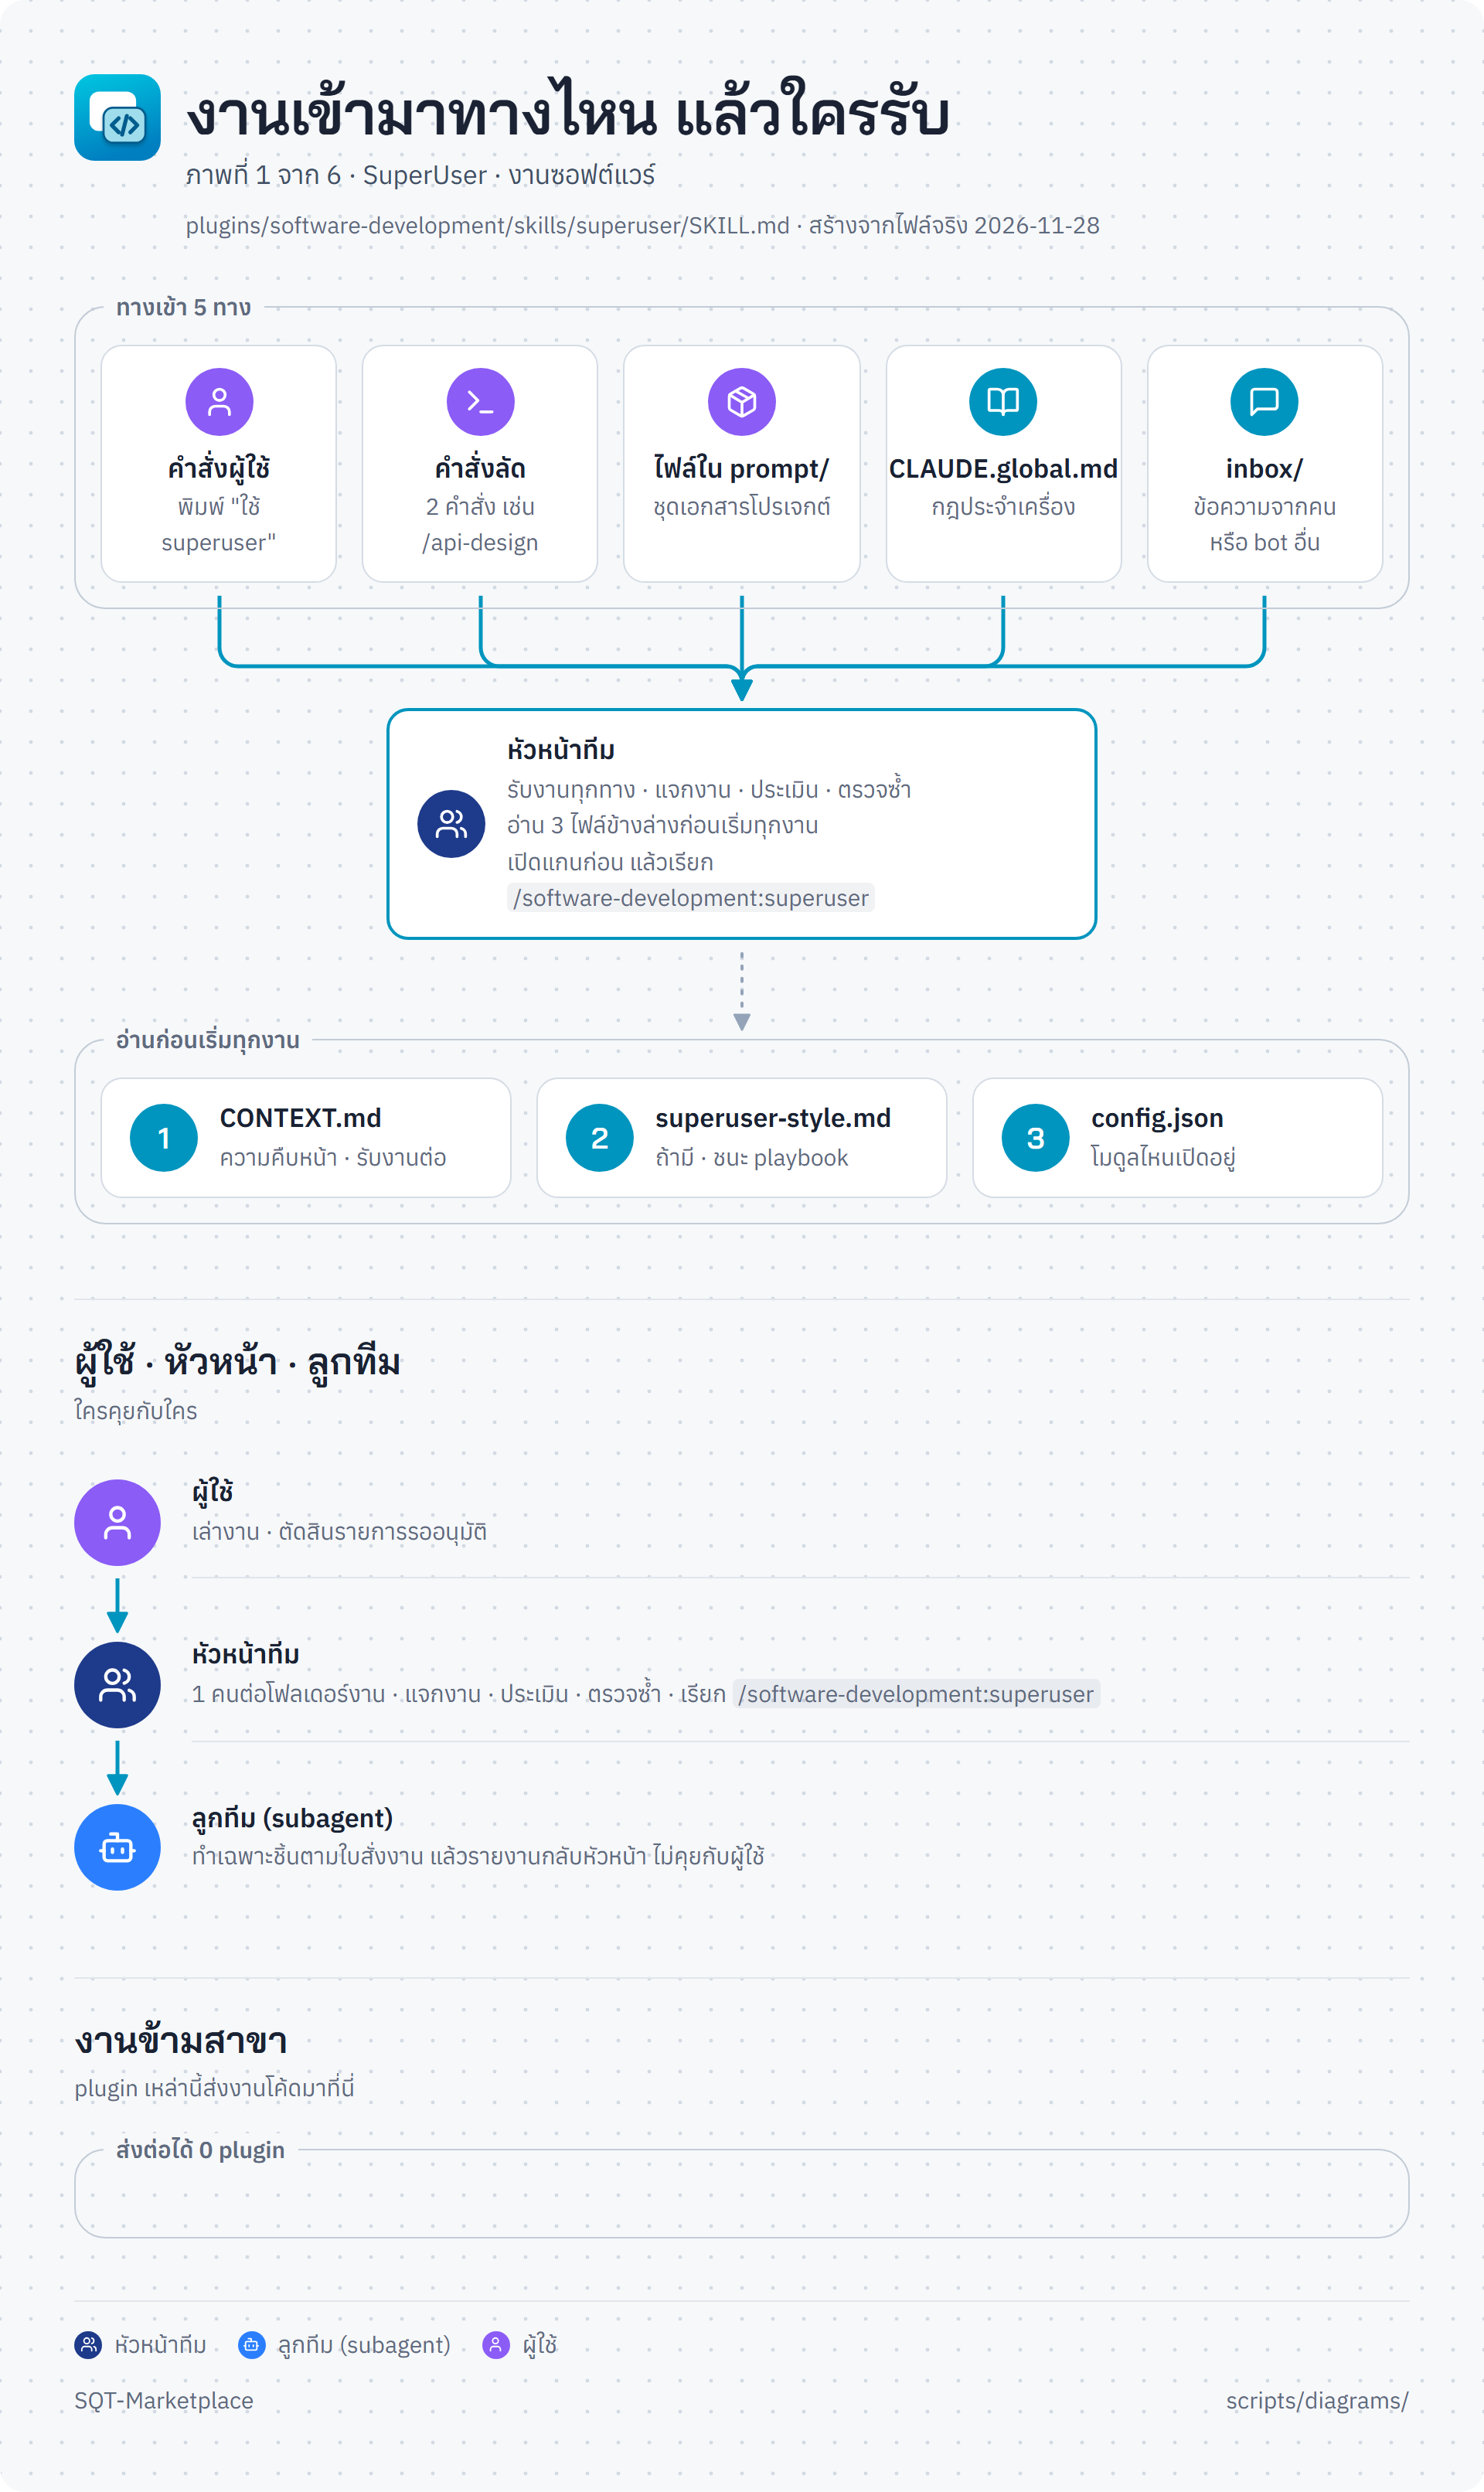 งานเข้ามาทางไหน แล้วใครรับ
ภาพที่ 1 จาก 6 · SuperUser · งานซอฟต์แวร์
plugins/software-development/skills/superuser/SKILL.md · สร้างจากไฟล์จริง 2026-11-28
ทางเข้า 5 ทาง
คำสั่งผู้ใช้
พิมพ์ "ใช้
superuser"
คำสั่งลัด
2 คำสั่ง เช่น
/api-design
ไฟล์ใน prompt/
ชุดเอกสารโปรเจกต์
CLAUDE.global.md
กฎประจำเครื่อง
inbox/
ข้อความจากคน
หรือ bot อื่น
หัวหน้าทีม
รับงานทุกทาง · แจกงาน · ประเมิน · ตรวจซ้ำ
อ่าน 3 ไฟล์ข้างล่างก่อนเริ่มทุกงาน
เปิดแกนก่อน แล้วเรียก
/software-development:superuser
อ่านก่อนเริ่มทุกงาน
1
CONTEXT.md
ความคืบหน้า · รับงานต่อ
2
superuser-style.md
ถ้ามี · ชนะ playbook
3
config.json
โมดูลไหนเปิดอยู่
ผู้ใช้ · หัวหน้า · ลูกทีม
ใครคุยกับใคร
ผู้ใช้
เล่างาน · ตัดสินรายการรออนุมัติ
หัวหน้าทีม
1 คนต่อโฟลเดอร์งาน · แจกงาน · ประเมิน · ตรวจซ้ำ · เรียก /software-development:superuser
ลูกทีม (subagent)
ทำเฉพาะชิ้นตามใบสั่งงาน แล้วรายงานกลับหัวหน้า ไม่คุยกับผู้ใช้
งานข้ามสาขา
plugin เหล่านี้ส่งงานโค้ดมาที่นี่
ส่งต่อได้ 0 plugin
หัวหน้าทีม
ลูกทีม (subagent)
ผู้ใช้
SQT-Marketplace
scripts/diagrams/